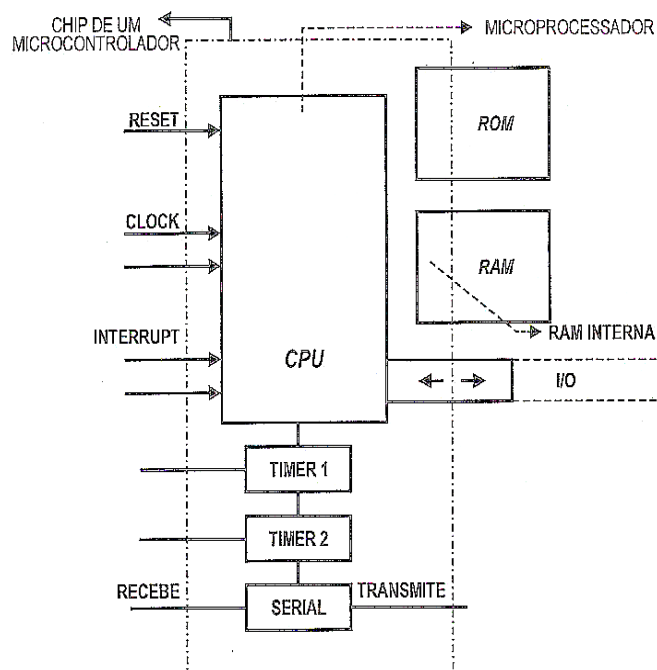 CHIP DE UM
MICROCONTROLADOR
MICROPROCESSADOR
RESET
ROM
CLOCK
RAM
RAM INTERNA
INTERRUPT
CPU
I/O
TIMER 1
TIMER 2
RECEBE
SERIAL
TRANSMITE